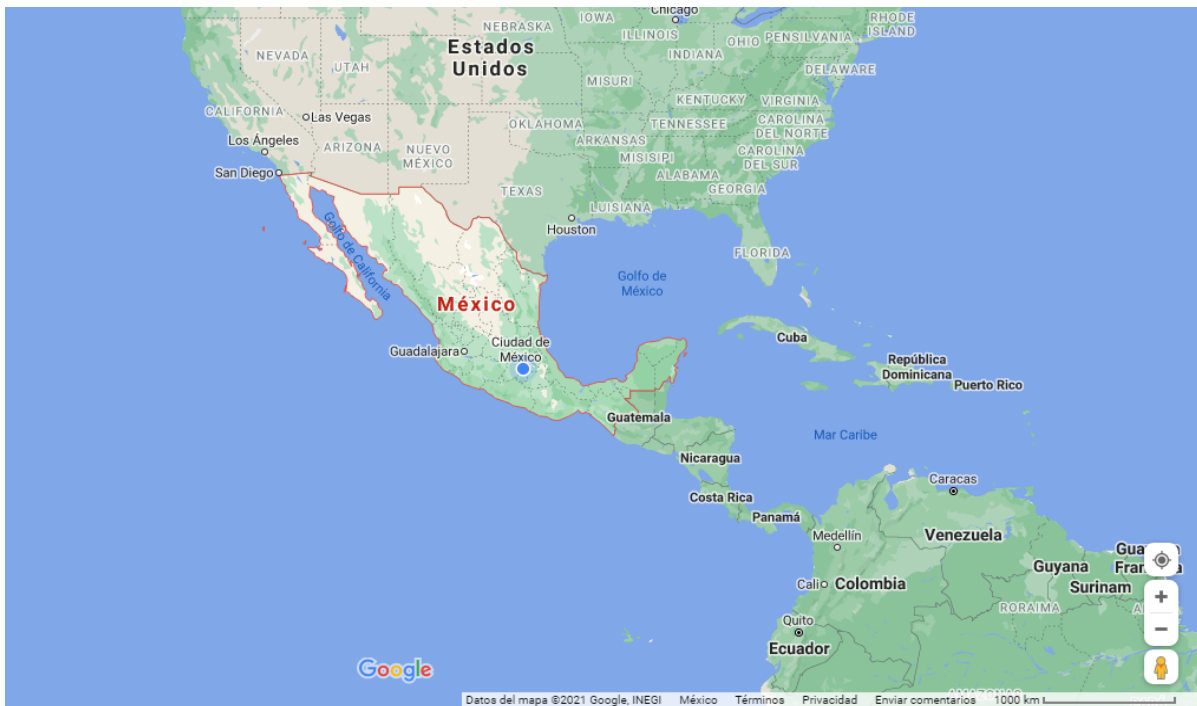 Chicago
IOWA
NEBRASKA
ILLINOIS
RHODE
ISLAND
OHIO
PENSILVANIA
INDIANA
Estados
Unidos
NEVADA
UTAH
DELAWARE
MISURI
KENTUCKY
VIRGINIA
CALIFORNIA
Las Vegas
OKLAHOMA
TENNESSEE
CAROLINA
DEL NORTE
Los Ángeles
ARIZONA
NUEVO
MÉXICO
ARKANSAS
MISISIPI
CAROLINA
DEL SUR
San Diego
ALABAMA
GEORGIA
TEXAS
LUISIANA
Houston
FLORIDA
Golfo de California
Golfo de
México
México
Cuba
Guadalajara
Ciudad de
México
República
Dominicana
Puerto Rico
Guatemala
Mar Caribe
Nicaragua
Caracas
Costa Rica
Panamá
Medellín
Venezuela
Guyana
Surinam
Cali
Colombia
RORAIMA
Quito
Ecuador
Google
Datos del mapa ©2021 Google, INEGI México Términos Privacidad Enviar comentarios 1000 km